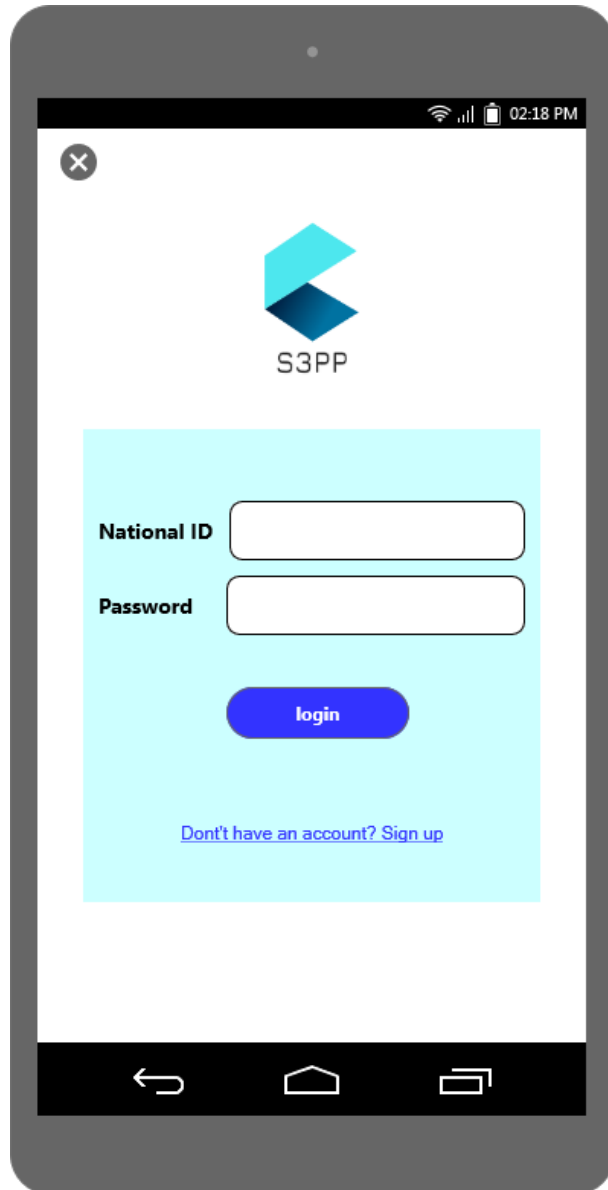 02:18 PM
S3PP
National ID
Password
login
Dont't have an account? Sign up